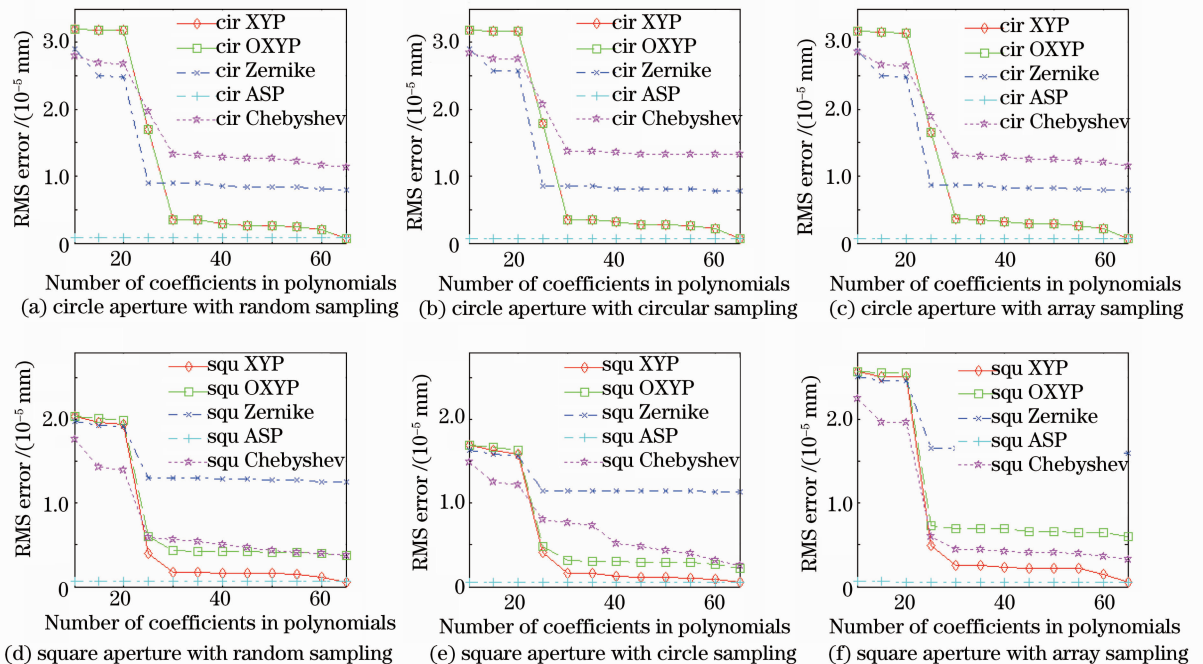 RMS error /(10⁻⁵ mm)
3.0
2.0
1.0
0
20
40
60
cir XYP
cir OXYP
cir Zernike
cir ASP
cir Chebyshev
Number of coefficients in polynomials
(a) circle aperture with random sampling
RMS error /(10⁻⁵ mm)
3.0
2.0
1.0
0
20
40
60
cir XYP
cir OXYP
cir Zernike
cir ASP
cir Chebyshev
Number of coefficients in polynomials
(b) circle aperture with circular sampling
RMS error /(10⁻⁵ mm)
3.0
2.0
1.0
0
20
40
60
cir XYP
cir OXYP
cir Zernike
cir ASP
cir Chebyshev
Number of coefficients in polynomials
(c) circle aperture with array sampling
RMS error /(10⁻⁵ mm)
2.0
1.0
0
20
40
60
squ XYP
squ OXYP
squ Zernike
squ ASP
squ Chebyshev
Number of coefficients in polynomials
(d) square aperture with random sampling
RMS error /(10⁻⁵ mm)
2.0
1.0
0
20
40
60
squ XYP
squ OXYP
squ Zernike
squ ASP
squ Chebyshev
Number of coefficients in polynomials
(e) square aperture with circle sampling
RMS error /(10⁻⁵ mm)
2.0
1.0
0
20
40
60
squ XYP
squ OXYP
squ Zernike
squ ASP
squ Chebyshev
Number of coefficients in polynomials
(f) square aperture with array sampling